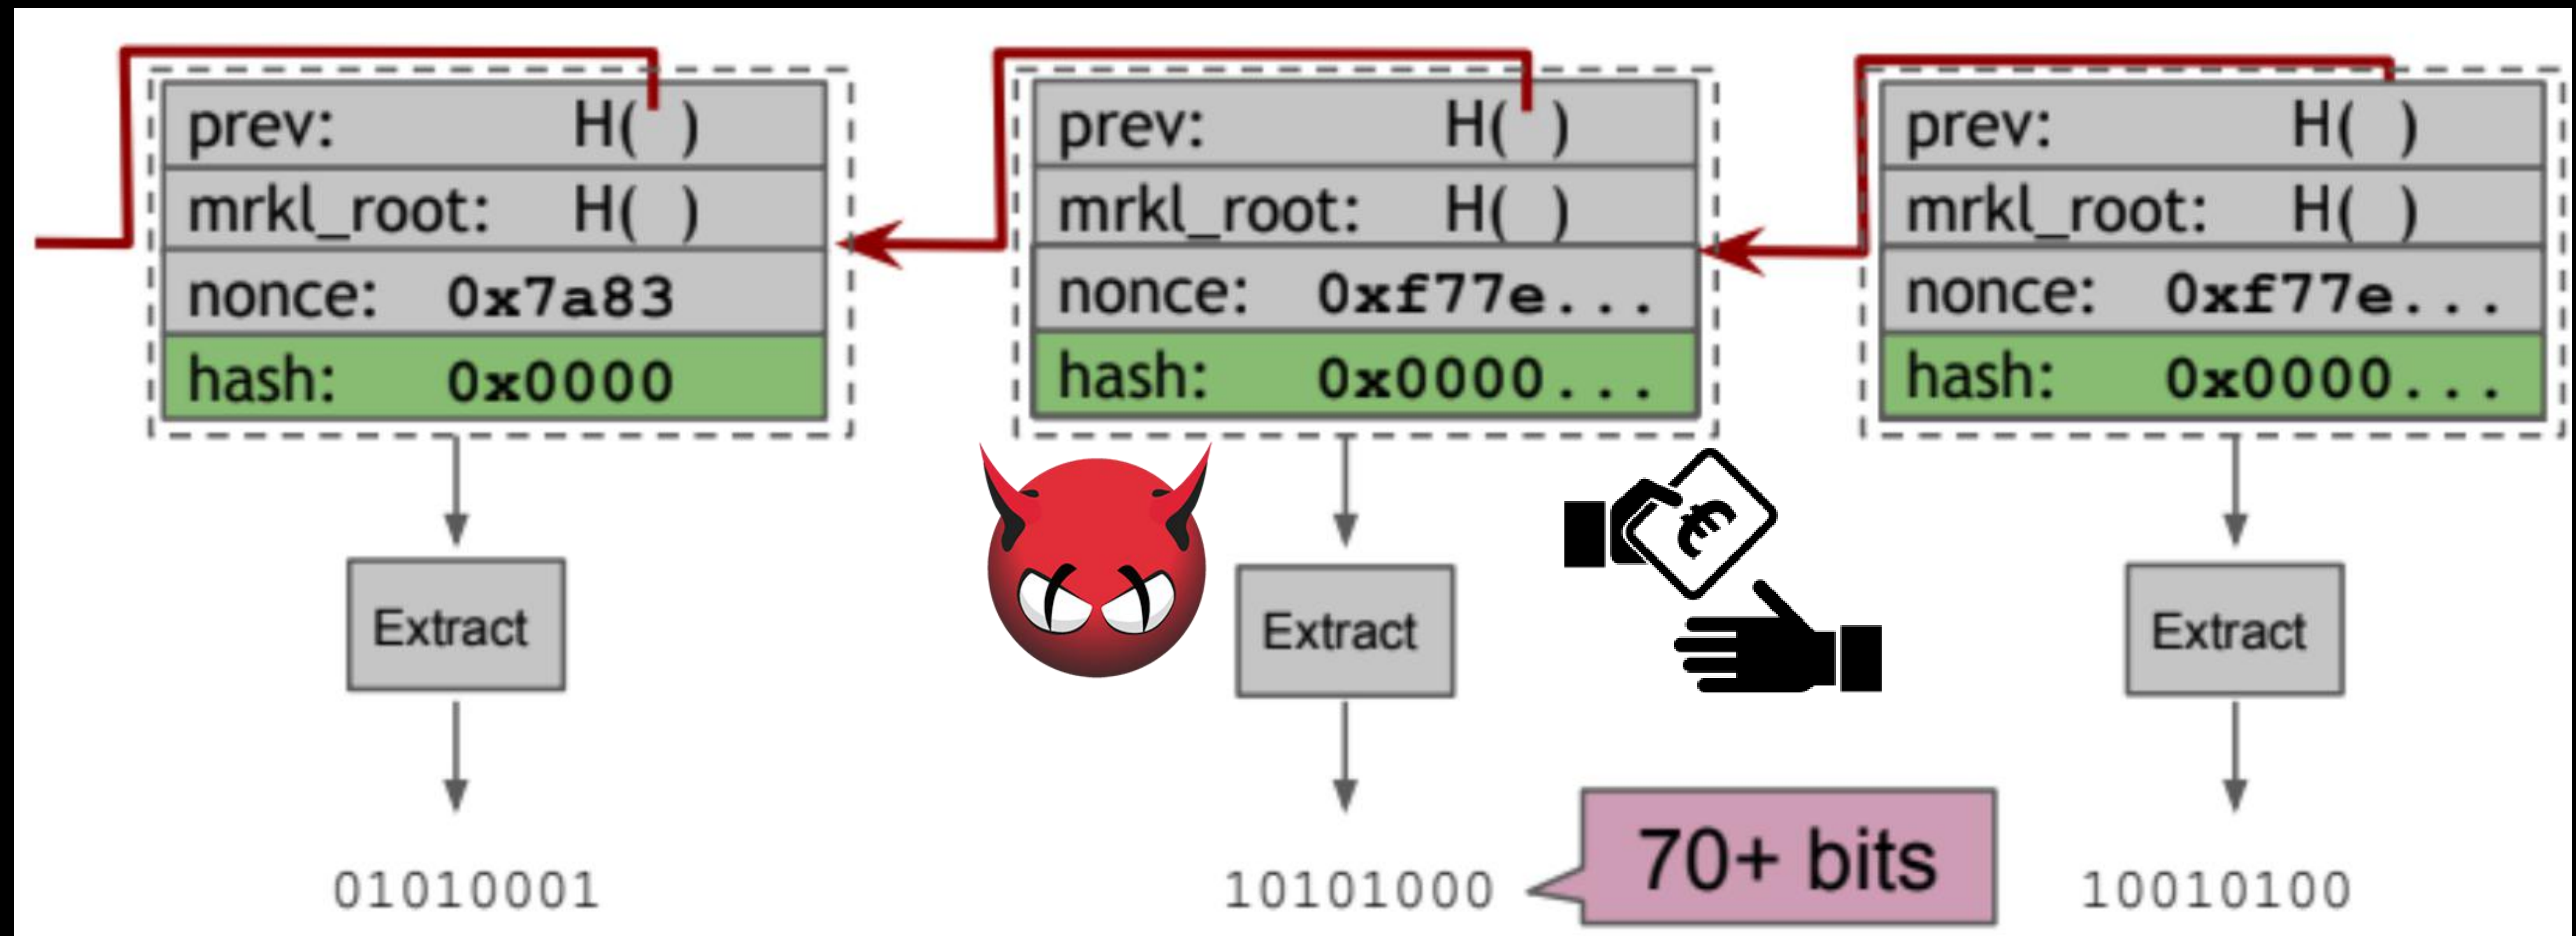 prev: H( )
mrkl_root: H( )
nonce: 0x7a83
hash: 0x0000
Extract
01010001
prev: H( )
mrkl_root: H( )
nonce: 0xf77e...
hash: 0x0000...
€
Extract
10101000
70+ bits
prev: H( )
mrkl_root: H( )
nonce: 0xf77e...
hash: 0x0000...
Extract
10010100